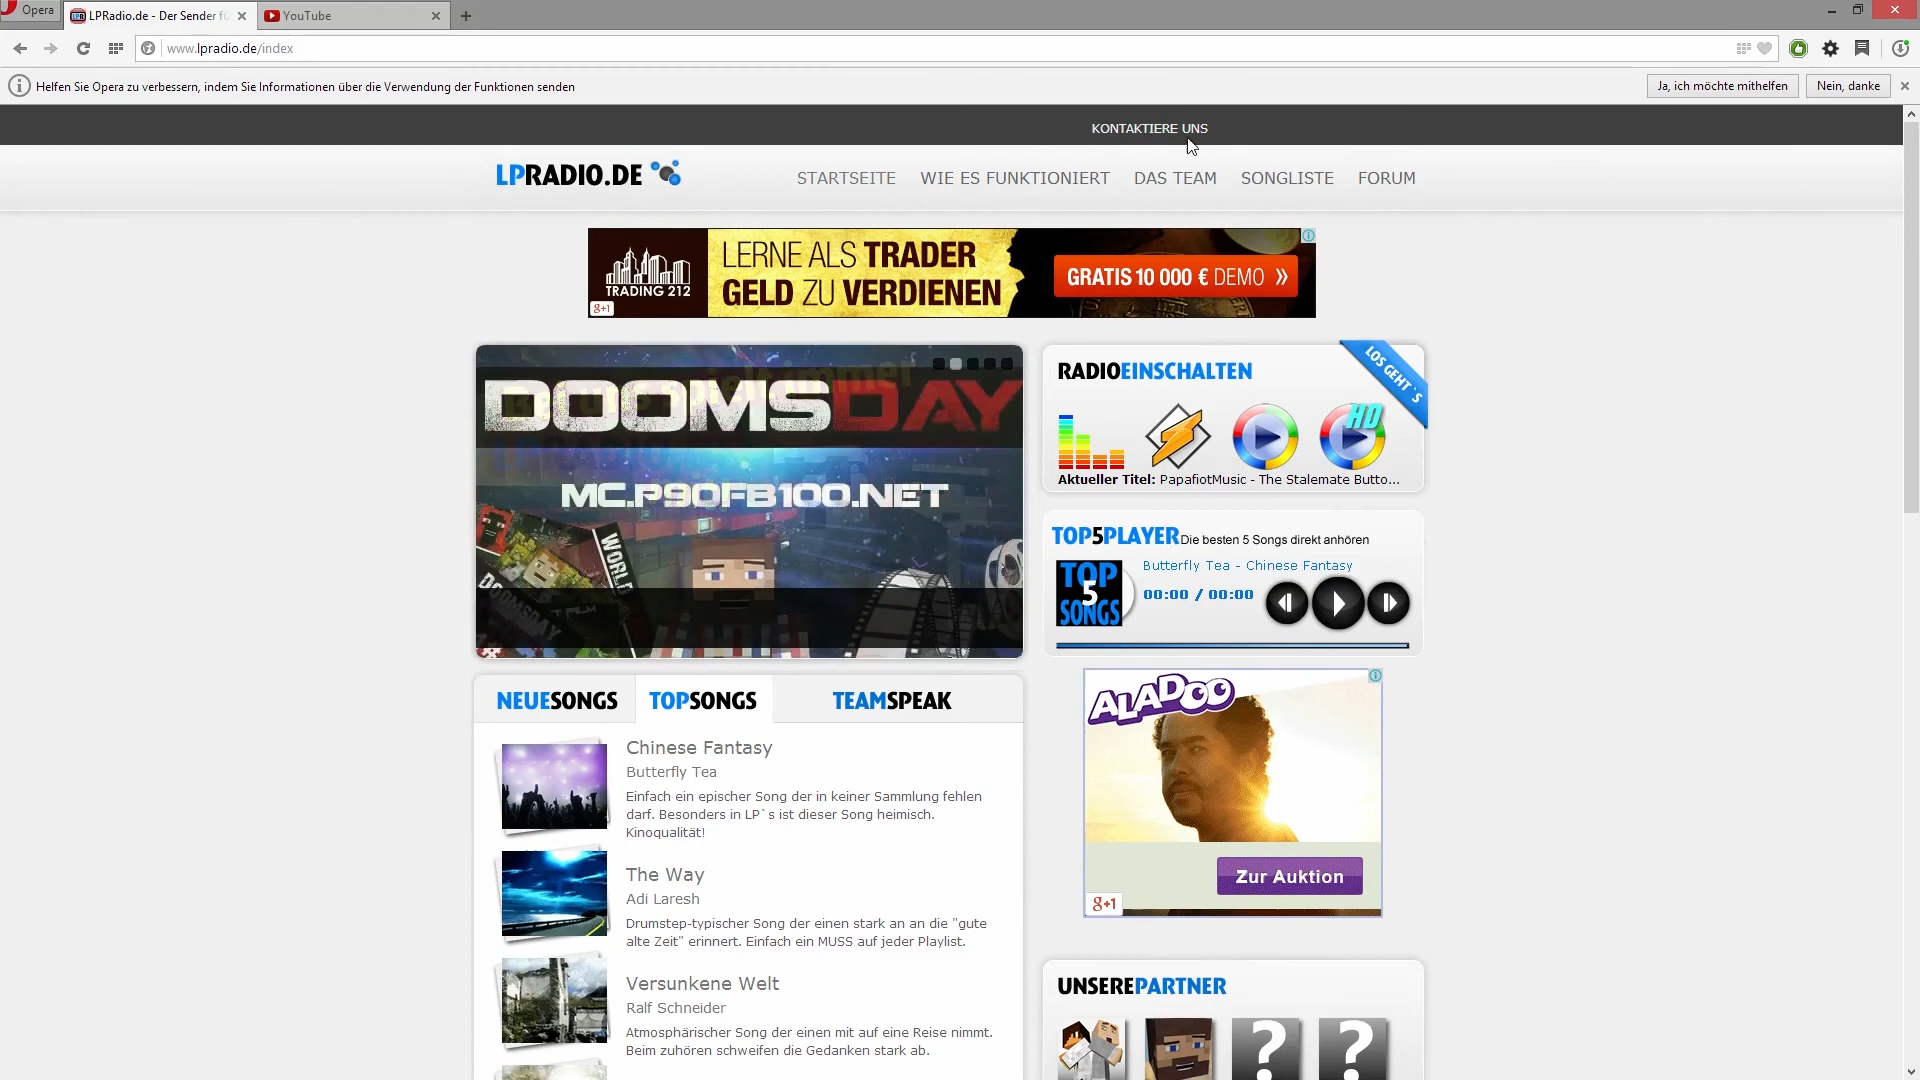 Opera
LPRadio.de - Der Sender fü
YouTube
www.lpradio.de/index
Helfen Sie Opera zu verbessern, indem Sie Informationen über die Verwendung der Funktionen senden
Ja, ich möchte mithelfen
Nein, danke
KONTAKTIERE UNS
LPRADIO.DE
STARTSEITE
WIE ES FUNKTIONIERT
DAS TEAM
SONGLISTE
FORUM
TRADING 212
LERNE ALS TRADER
GELD ZU VERDIENEN
GRATIS 10 000 € DEMO »
g+1
DOOMSDAY
MC.P90FB100.NET
WORLD
RADIOEINSCHALTEN
LOS GEHT`S
HD
Aktueller Titel: PapafiotMusic - The Stalemate Butto...
TOP5PLAYER Die besten 5 Songs direkt anhören
TOP
5
SONGS
Butterfly Tea - Chinese Fantasy
00:00 / 00:00
NEUESONGS
TOPSONGS
TEAMSPEAK
Chinese Fantasy
Butterfly Tea
Einfach ein epischer Song der in keiner Sammlung fehlen
darf. Besonders in LP`s ist dieser Song heimisch.
Kinoqualität!
The Way
Adi Laresh
Drumstep-typischer Song der einen stark an an die "gute
alte Zeit" erinnert. Einfach ein MUSS auf jeder Playlist.
Versunkene Welt
Ralf Schneider
Atmosphärischer Song der einen mit auf eine Reise nimmt.
Beim zuhören schweifen die Gedanken stark ab.
ALADOO
Zur Auktion
g+1
UNSEREPARTNER
? ?